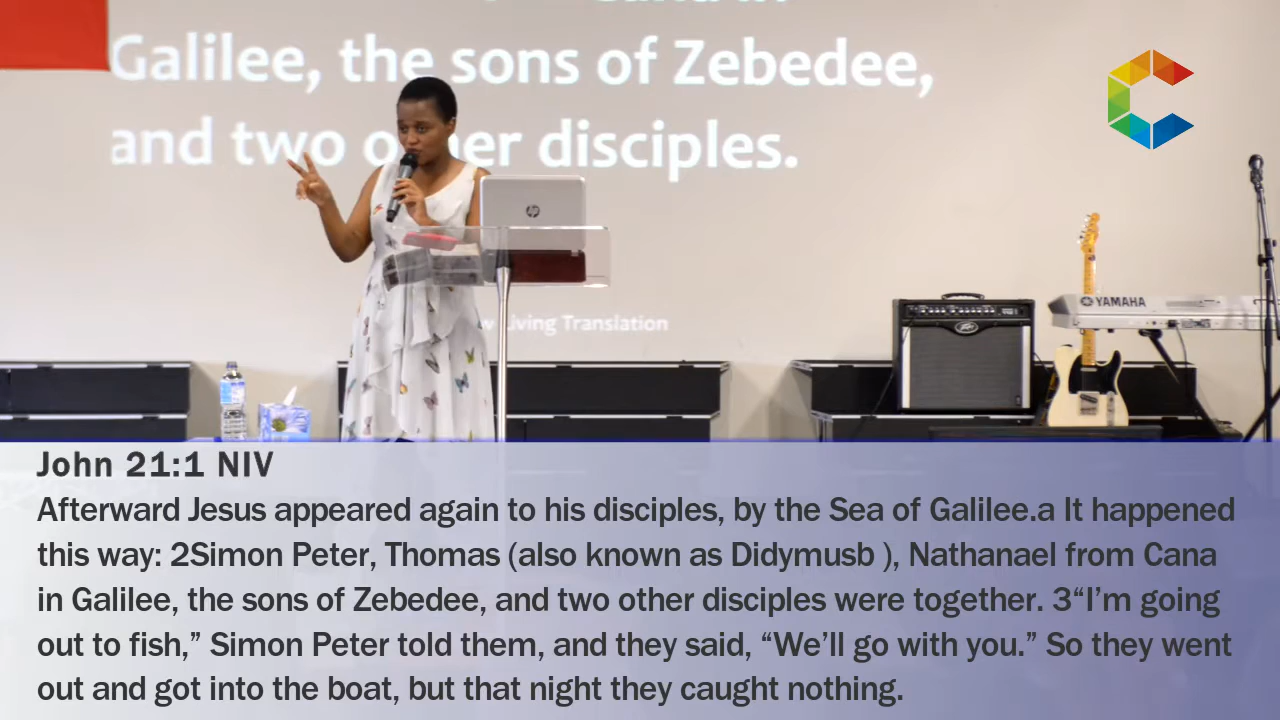 Galilee, the sons of Zebedee,
and two other disciples.
Living Translation
hp
YAMAHA
John 21:1 NIV
Afterward Jesus appeared again to his disciples, by the Sea of Galilee.a It happened
this way: 2Simon Peter, Thomas (also known as Didymusb ), Nathanael from Cana
in Galilee, the sons of Zebedee, and two other disciples were together. 3“I’m going
out to fish,” Simon Peter told them, and they said, “We’ll go with you.” So they went
out and got into the boat, but that night they caught nothing.